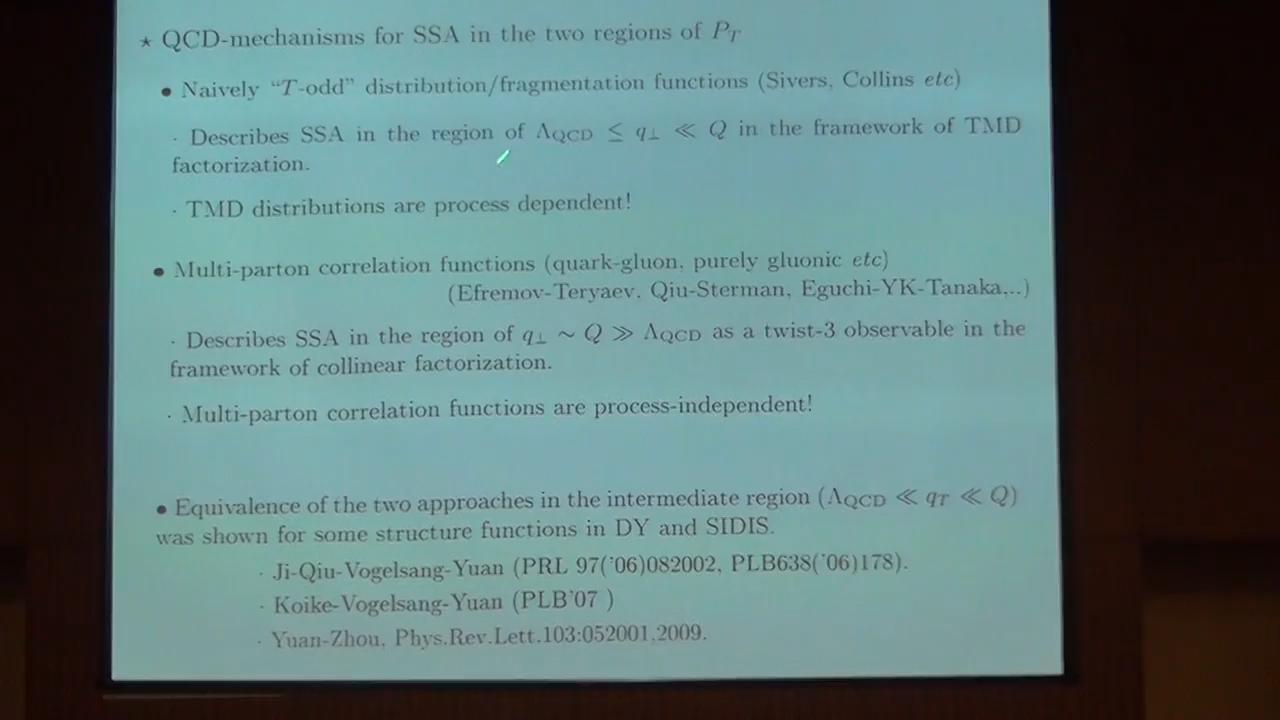 ⋆ QCD-mechanisms for SSA in the two regions of P_T
• Naively “T-odd” distribution/fragmentation functions (Sivers, Collins etc)
· Describes SSA in the region of Λ_QCD ≤ q_⊥ ≪ Q in the framework of TMD
factorization.
· TMD distributions are process dependent!
• Multi-parton correlation functions (quark-gluon, purely gluonic etc)
(Efremov-Teryaev, Qiu-Sterman, Eguchi-YK-Tanaka,..)
· Describes SSA in the region of q_⊥ ∼ Q ≫ Λ_QCD as a twist-3 observable in the
framework of collinear factorization.
· Multi-parton correlation functions are process-independent!
• Equivalence of the two approaches in the intermediate region (Λ_QCD ≪ q_T ≪ Q)
was shown for some structure functions in DY and SIDIS.
· Ji-Qiu-Vogelsang-Yuan (PRL 97('06)082002, PLB638('06)178).
· Koike-Vogelsang-Yuan (PLB'07 )
· Yuan-Zhou, Phys.Rev.Lett.103:052001,2009.